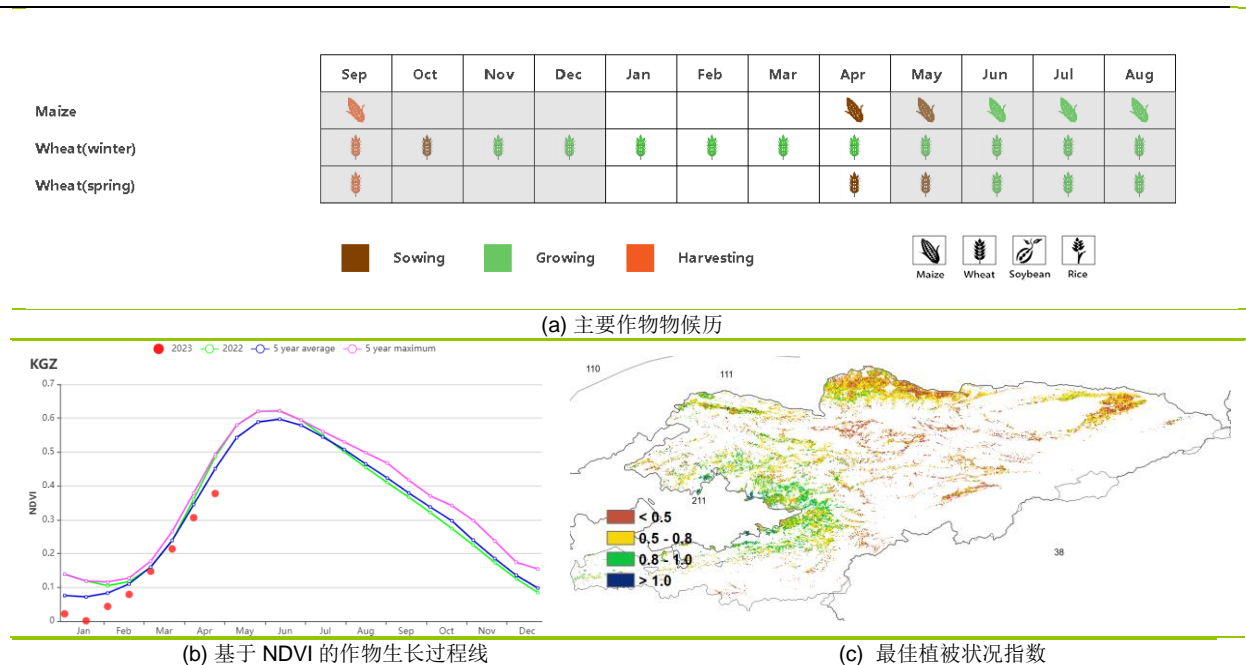 Sep Oct Nov Dec Jan Feb Mar Apr May Jun Jul Aug
Maize
Wheat(winter)
Wheat(spring)
Sowing Growing Harvesting
Maize Wheat Soybean Rice
(a) 主要作物物候历
2023 2022 5 year average 5 year maximum
KGZ
0.7
0.6
0.5
0.4
0.3
0.2
0.1
0
NDVI
Jan Feb Mar Apr May Jun Jul Aug Sep Oct Nov Dec
110
111
211
38
< 0.5
0.5 - 0.8
0.8 - 1.0
> 1.0
(b) 基于 NDVI 的作物生长过程线
(c) 最佳植被状况指数